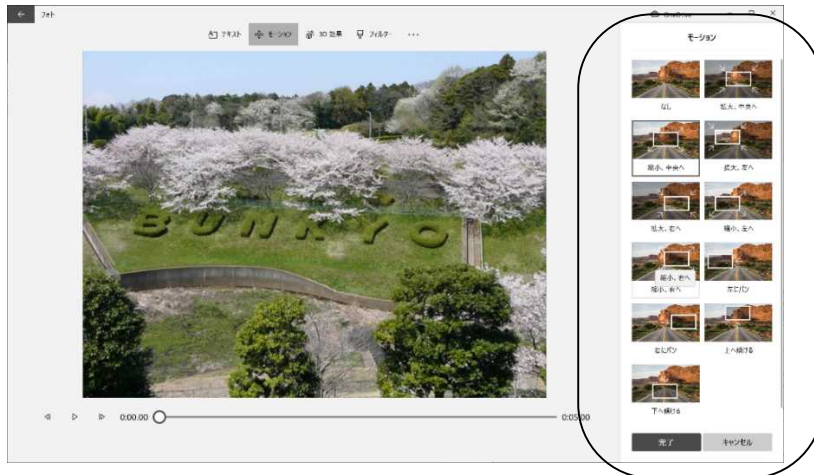 フォト
OneDrive
テキスト モーション 3D 効果 フィルター ...
モーション
BUNKYO
なし 拡大、中央へ
縮小、中央へ 拡大、左へ
拡大、右へ 縮小、左へ
縮小、右へ
縮小、右へ 左にパン
右にパン 上へ傾ける
下へ傾ける
0:00.00 0:05.00
完了 キャンセル